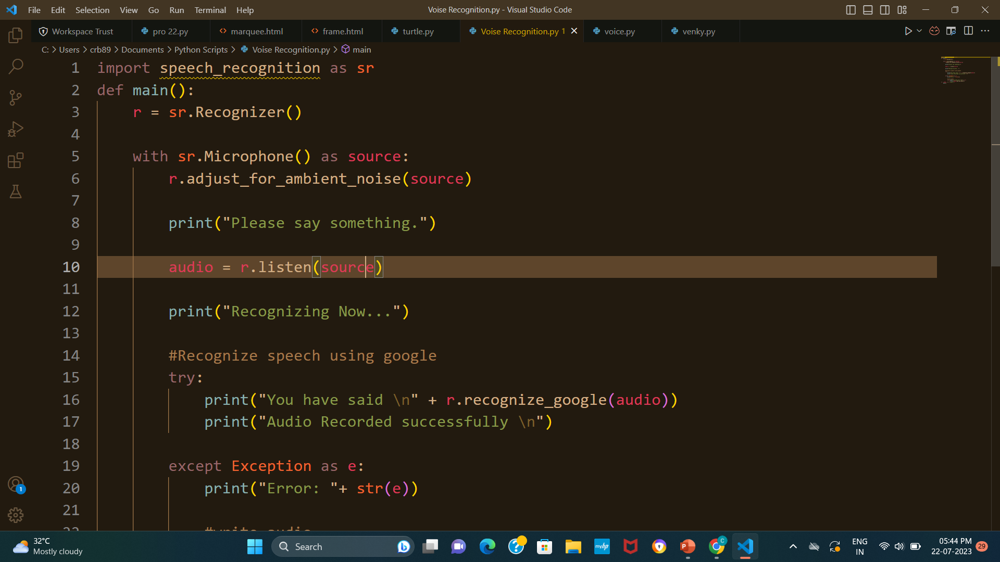 File Edit Selection View Go Run Terminal Help
Voise Recognition.py - Visual Studio Code
Workspace Trust pro 22.py marquee.html frame.html turtle.py Voise Recognition.py 1 voice.py venky.py
C: > Users > crb89 > Documents > Python Scripts > Voise Recognition.py > main
1 import speech_recognition as sr
2 def main():
3 r = sr.Recognizer()
4
5 with sr.Microphone() as source:
6 r.adjust_for_ambient_noise(source)
7
8 print("Please say something.")
9
10 audio = r.listen(source)
11
12 print("Recognizing Now...")
13
14 #Recognize speech using google
15 try:
16 print("You have said \n" + r.recognize_google(audio))
17 print("Audio Recorded successfully \n")
18
19 except Exception as e:
20 print("Error: "+ str(e))
21
22 #write audio
1
32°C
Mostly cloudy
Search
myhp
P
C
ENG
IN
05:44 PM
22-07-2023
29